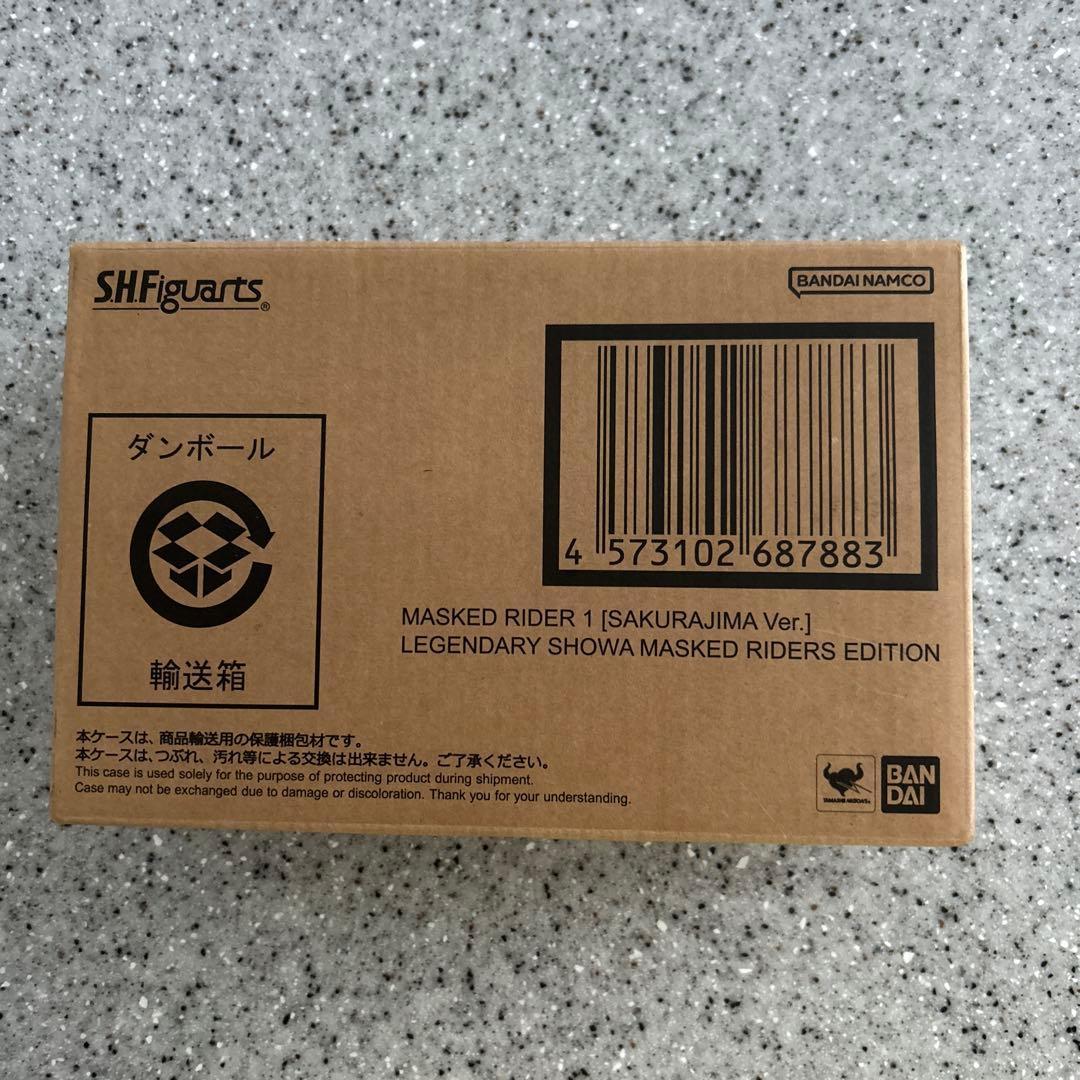 S.H.Figuarts®
BANDAI NAMCO
ダンボール
輸送箱
4 573102 687883
MASKED RIDER 1 [SAKURAJIMA Ver.]
LEGENDARY SHOWA MASKED RIDERS EDITION
本ケースは、商品輸送用の保護梱包材です。
本ケースは、つぶれ、汚れ等による交換は出来ません。ご了承ください。
This case is used solely for the purpose of protecting product during shipment.
Case may not be exchanged due to damage or discoloration. Thank you for your understanding.
TAMASHII NATIONS
BAN
DAI